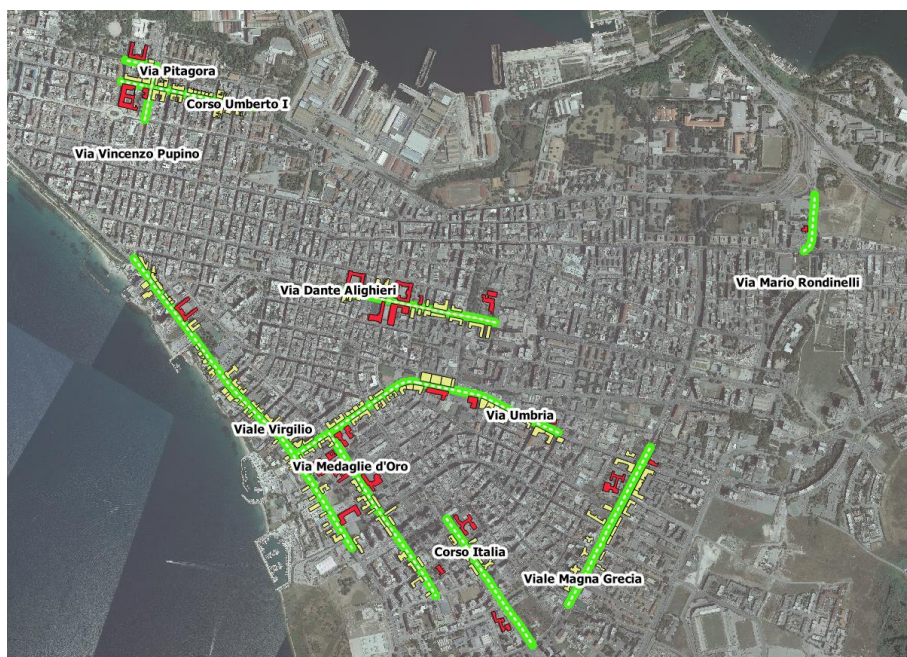 Via Pitagora
Corso Umberto I
Via Vincenzo Pupino
Via Mario Rondinelli
Via Dante Alighieri
Via Umbria
Viale Virgilio
Via Medaglie d'Oro
Corso Italia
Viale Magna Grecia